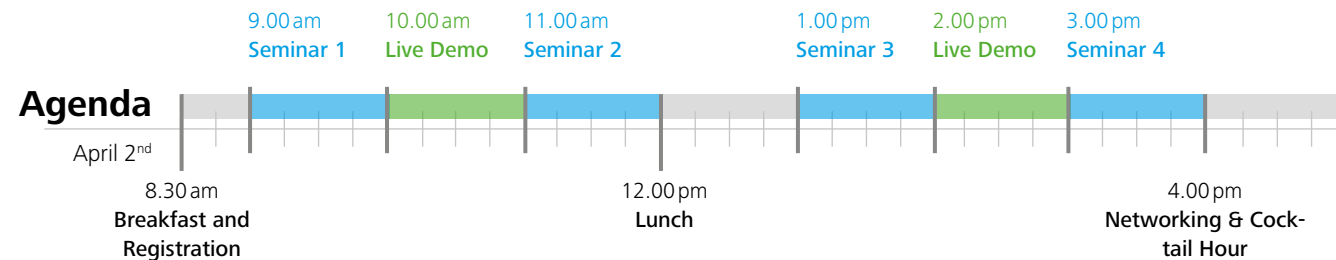 9.00 am
Seminar 1
10.00 am
Live Demo
11.00 am
Seminar 2
1.00 pm
Seminar 3
2.00 pm
Live Demo
3.00 pm
Seminar 4
Agenda
April 2nd
8.30 am
Breakfast and
Registration
12.00 pm
Lunch
4.00 pm
Networking & Cock-
tail Hour